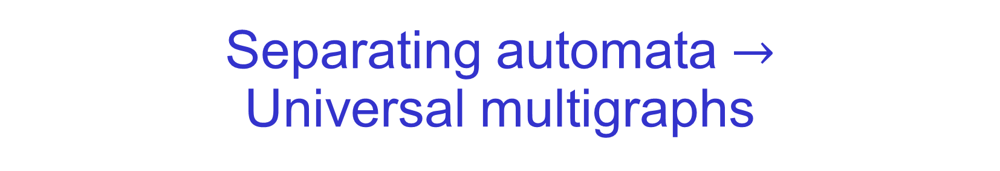 Separating automata →
Universal multigraphs